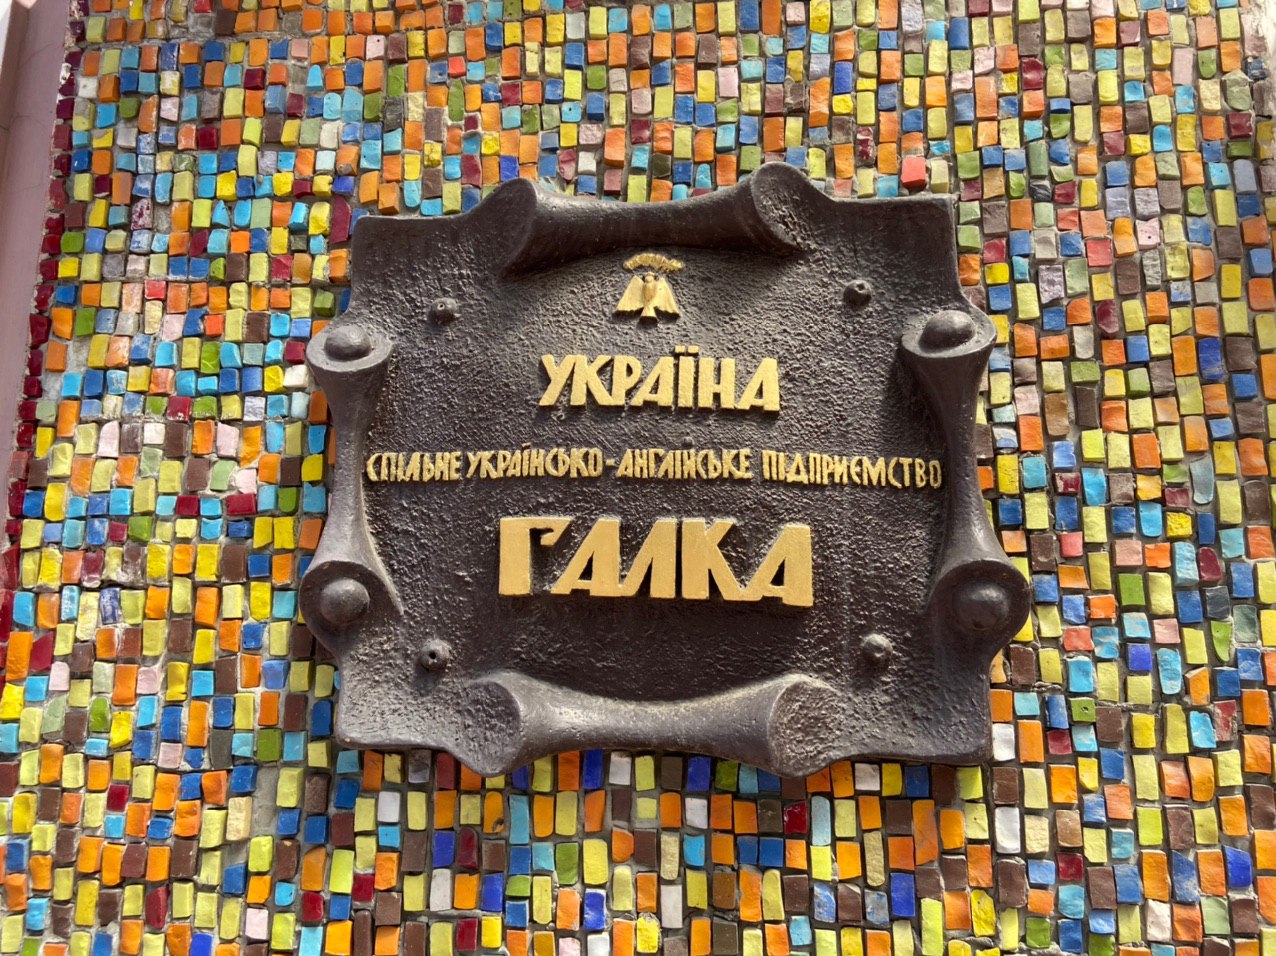 УКРАЇНА
СПІЛЬНЕ УКРАЇНСЬКО-АНГЛІЙСЬКЕ ПІДПРИЄМСТВО
ГАЛКА